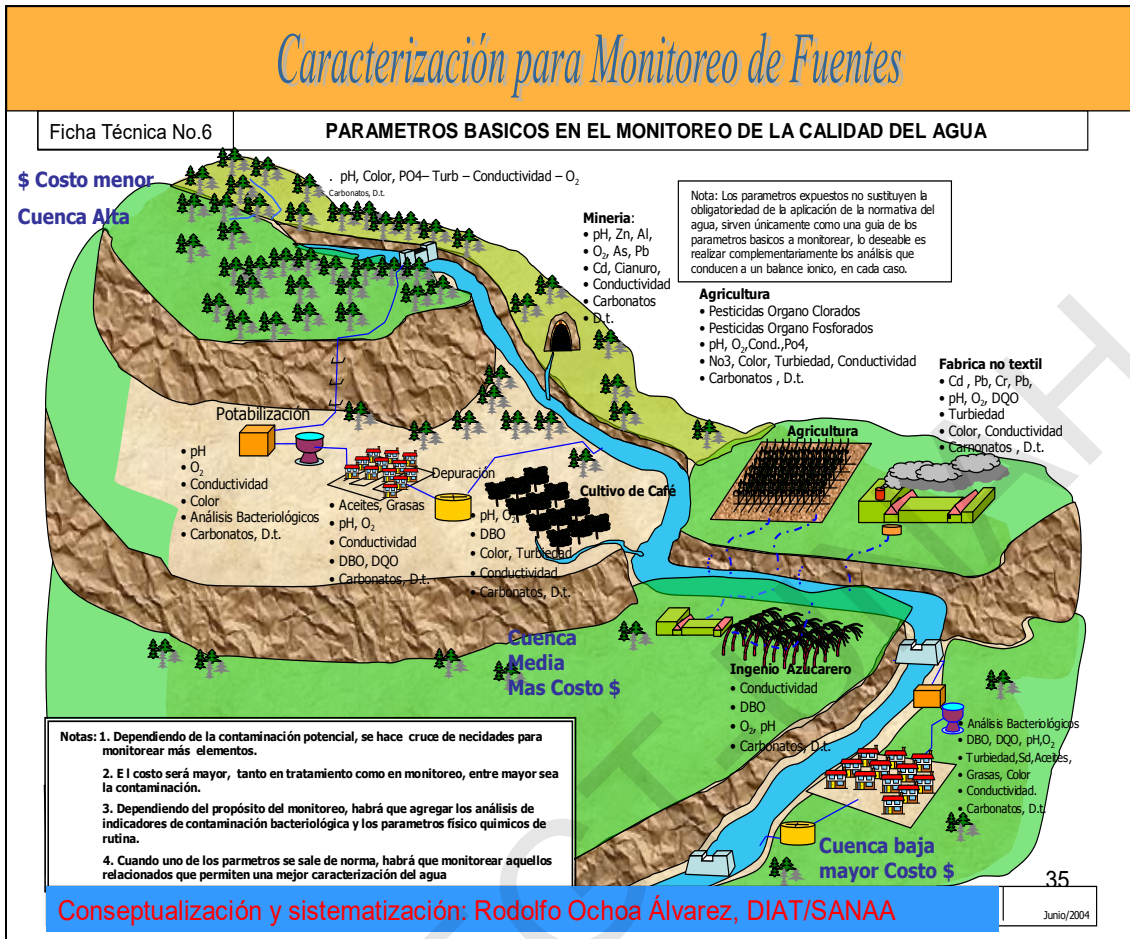 Caracterización para Monitoreo de Fuentes
Ficha Técnica No.6
PARAMETROS BASICOS EN EL MONITOREO DE LA CALIDAD DEL AGUA
$ Costo menor
Cuenca Alta
. pH, Color, PO4– Turb – Conductividad – O2
Carbonatos, D.t.
Mineria:
• pH, Zn, Al,
• O2, As, Pb
• Cd, Cianuro,
• Conductividad
• Carbonatos
• D.t.
Nota: Los parametros expuestos no sustituyen la
obligatoriedad de la aplicación de la normativa del
agua, sirven únicamente como una guía de los
parametros basicos a monitorear, lo deseable es
realizar complementariamente los análisis que
conducen a un balance ionico, en cada caso.
Agricultura
• Pesticidas Organo Clorados
• Pesticidas Organo Fosforados
• pH, O2,Cond.,Po4,
• No3, Color, Turbiedad, Conductividad
• Carbonatos , D.t.
Fabrica no textil
• Cd , Pb, Cr, Pb,
• pH, O2, DQO
• Turbiedad
• Color, Conductividad
• Carnonatos , D.t.
Agricultura
Potabilización
• pH
• O2
• Conductividad
• Color
• Análisis Bacteriológicos
• Carbonatos, D.t.
• Aceites, Grasas
• pH, O2
• Conductividad
• DBO, DQO
• Carbonatos, D.t.
Depuración
• pH, O2
• DBO
• Color, Turbiedad
• Conductividad
• Carbonatos, D.t.
Cultivo de Café
Cuenca
Media
Mas Costo $
Ingenio Azucarero
• Conductividad
• DBO
• O2, pH
• Carbonatos, D.t.
• Análisis Bacteriológicos
• DBO, DQO, pH,O2
• Turbiedad,Sd,Aceites,
• Grasas, Color
• Conductividad.
• Carbonatos, D.t.
Cuenca baja
mayor Costo $
Notas: 1. Dependiendo de la contaminación potencial, se hace cruce de necidades para
monitorear más elementos.
2. E l costo será mayor, tanto en tratamiento como en monitoreo, entre mayor sea
la contaminación.
3. Dependiendo del propósito del monitoreo, habrá que agregar los análisis de
indicadores de contaminación bacteriológica y los parametros físico quimicos de
rutina.
4. Cuando uno de los parmetros se sale de norma, habrá que monitorear aquellos
relacionados que permiten una mejor caracterización del agua
35
Conseptualización y sistematización: Rodolfo Ochoa Álvarez, DIAT/SANAA
Junio/2004